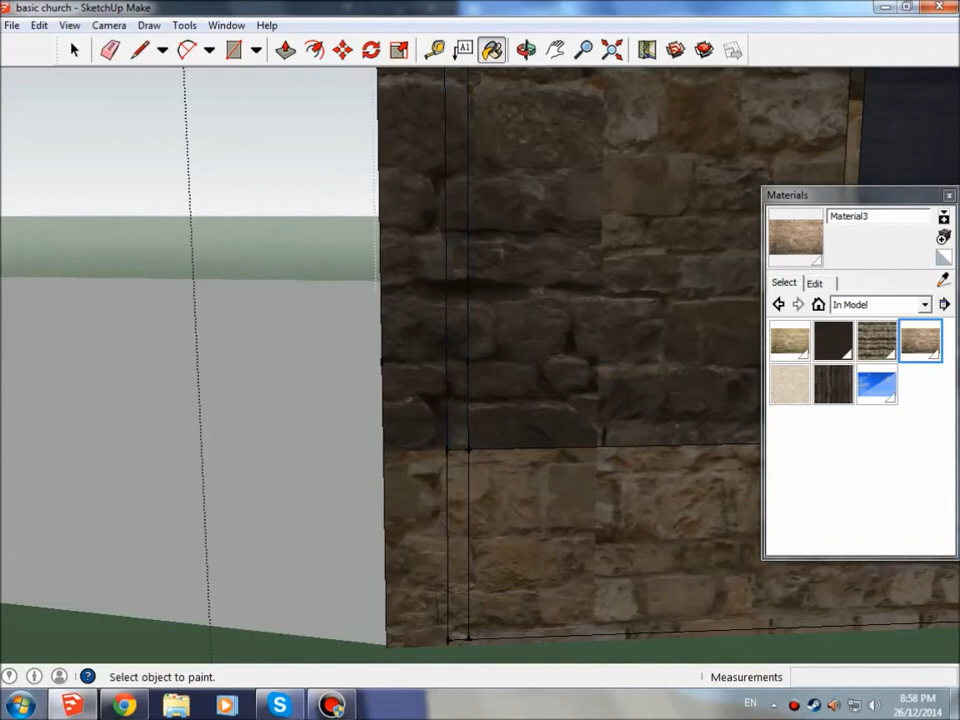 basic church - SketchUp Make
File Edit View Camera Draw Tools Window Help
A1
Materials
Material3
Select Edit
In Model
Select object to paint.
Measurements
EN
8:58 PM
26/12/2014